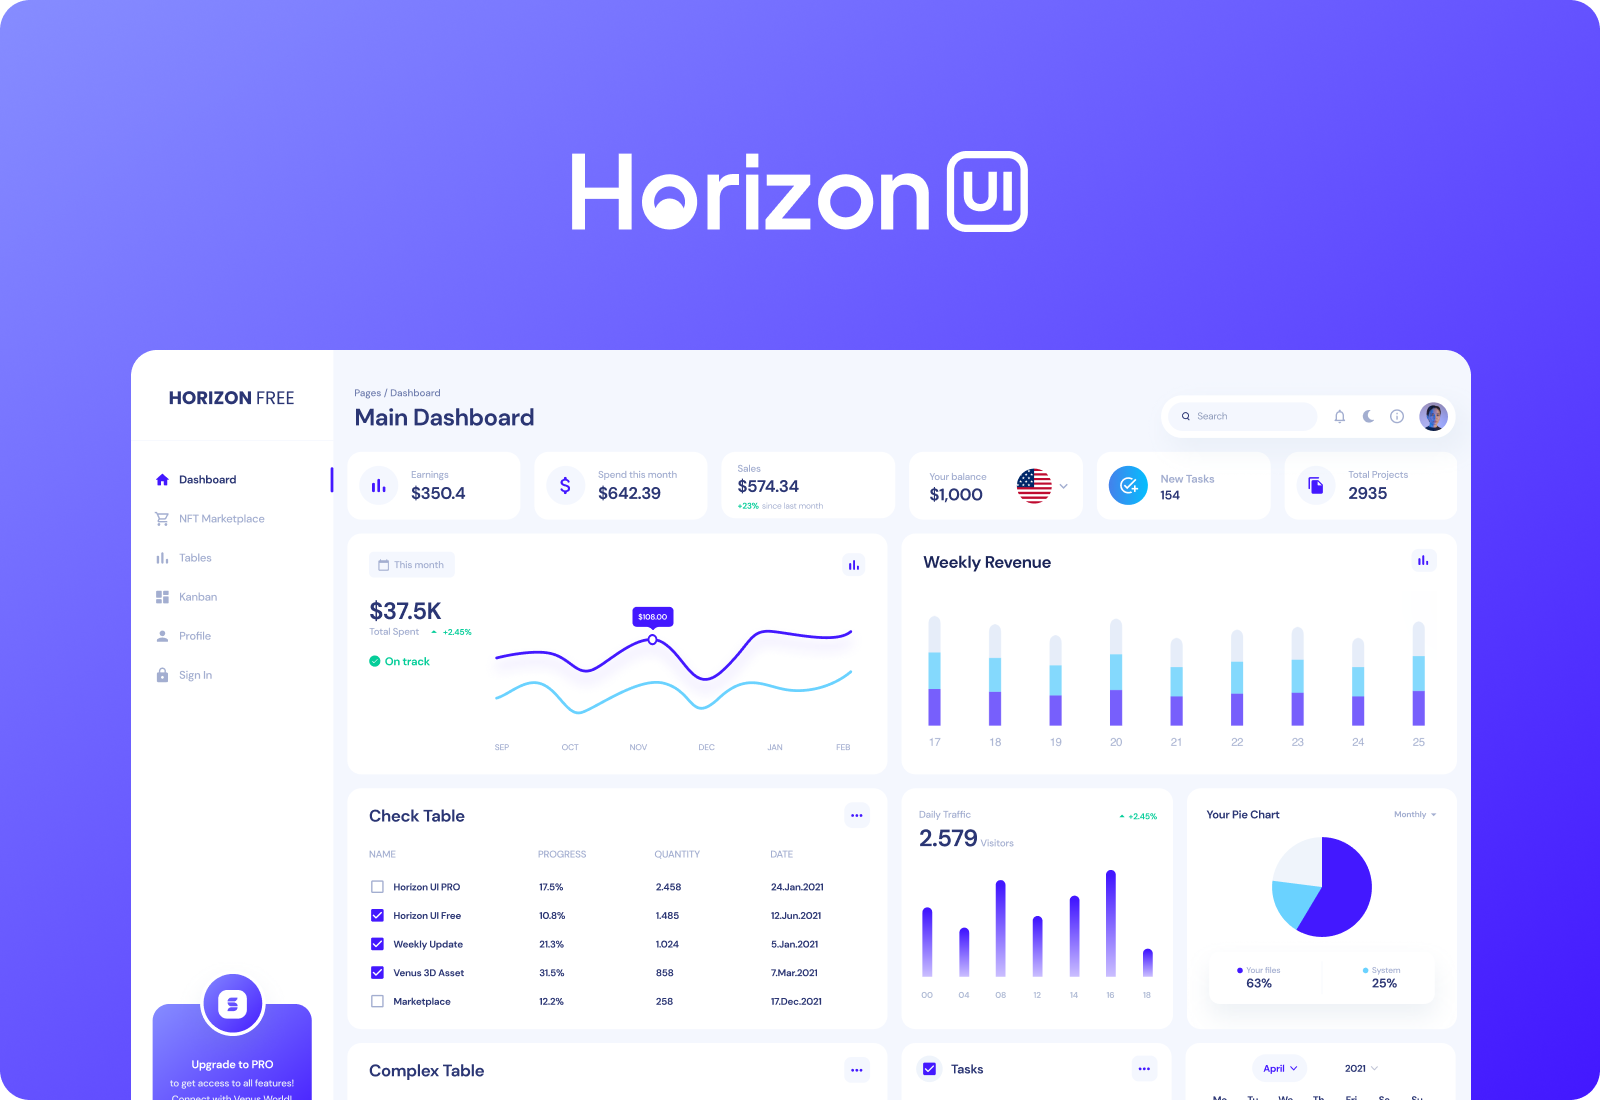 Horizon UI
HORIZON FREE
Dashboard
NFT Marketplace
Tables
Kanban
Profile
Sign In
Upgrade to PRO
to get access to all features!
Connect with Venus World!
Pages / Dashboard
Main Dashboard
Search
Earnings
$350.4
Spend this month
$642.39
Sales
$574.34
+23% since last month
Your balance
$1,000
New Tasks
154
Total Projects
2935
This month
$37.5K
Total Spent +2.45%
On track
$108.00
SEP OCT NOV DEC JAN FEB
Weekly Revenue
17 18 19 20 21 22 23 24 25
Check Table
NAME PROGRESS QUANTITY DATE
Horizon UI PRO 17.5% 2.458 24.Jan.2021
Horizon UI Free 10.8% 1.485 12.Jun.2021
Weekly Update 21.3% 1.024 5.Jan.2021
Venus 3D Asset 31.5% 858 7.Mar.2021
Marketplace 12.2% 258 17.Dec.2021
Daily Traffic
+2.45%
2.579 Visitors
00 04 08 12 14 16 18
Your Pie Chart
Monthly
Your files
63%
System
25%
Complex Table
Tasks
April 2021
Mo Tu We Th Fri Sa Su